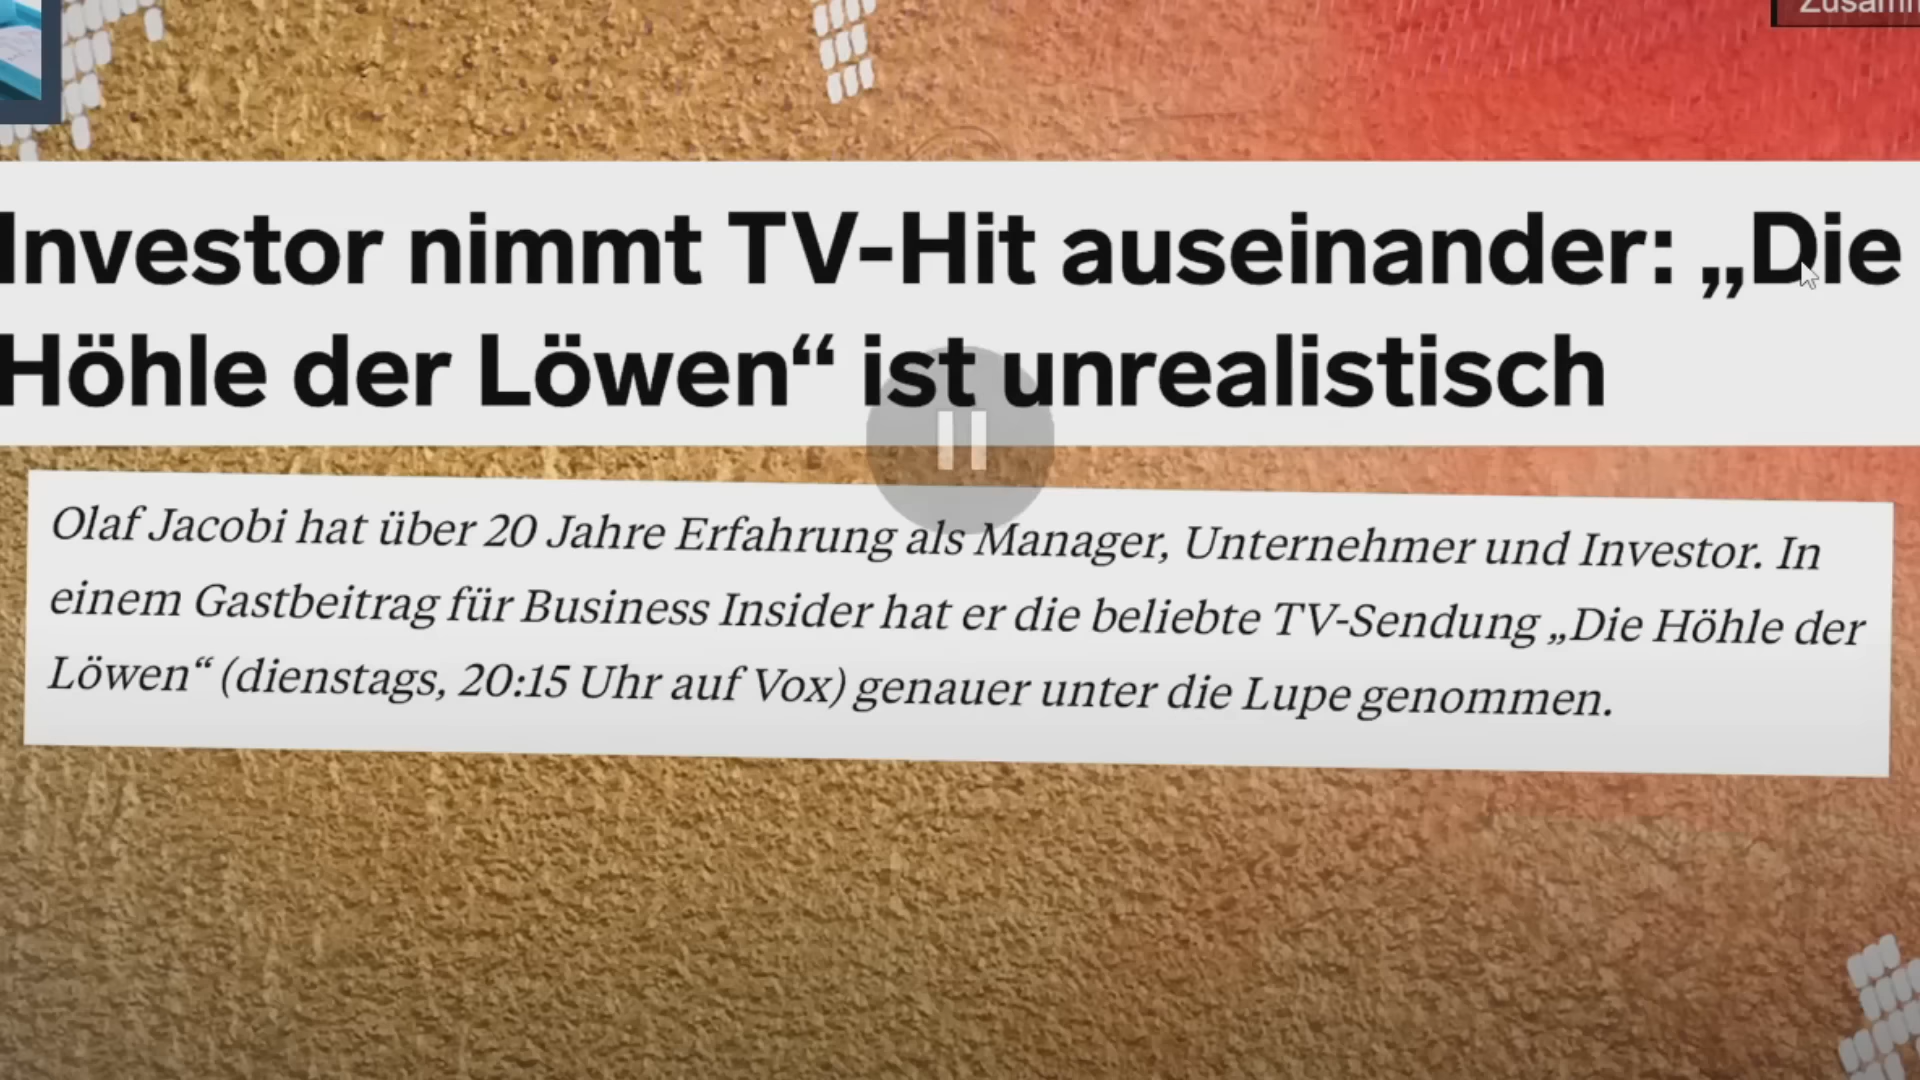 Investor nimmt TV-Hit auseinander: „Die
Höhle der Löwen“ ist unrealistisch
Olaf Jacobi hat über 20 Jahre Erfahrung als Manager, Unternehmer und Investor. In
einem Gastbeitrag für Business Insider hat er die beliebte TV-Sendung „Die Höhle der
Löwen“ (dienstags, 20:15 Uhr auf Vox) genauer unter die Lupe genommen.